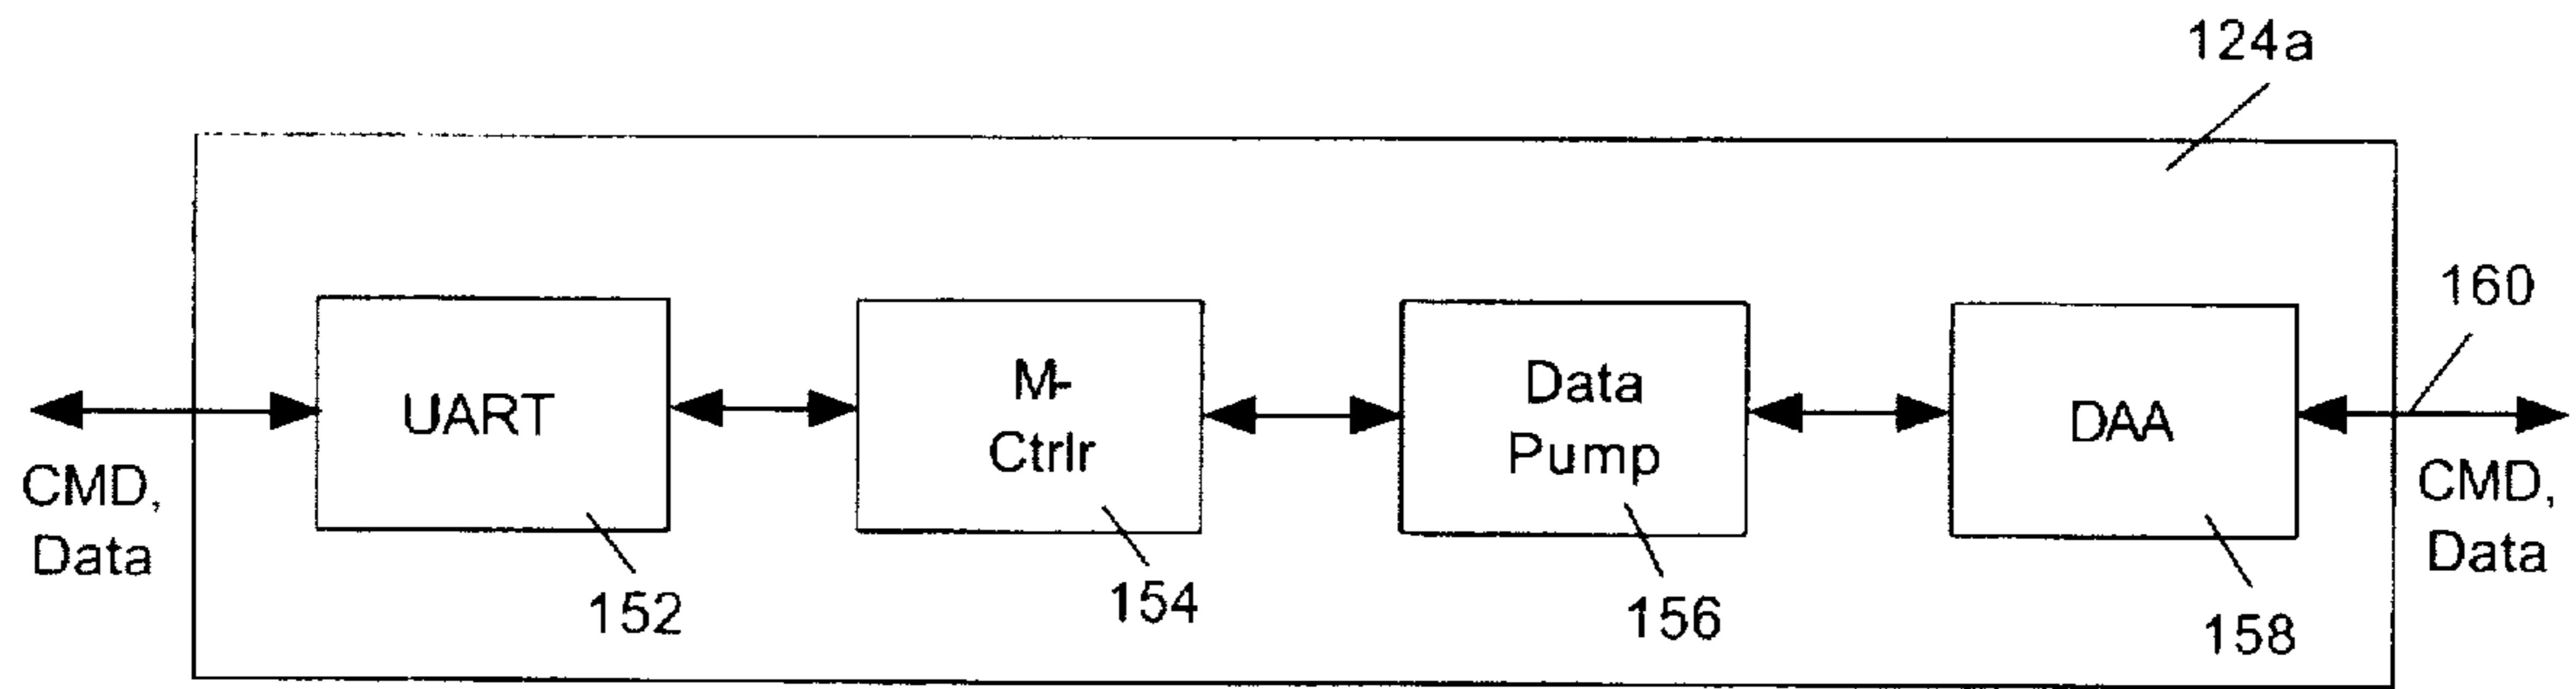 124a
160
UART
M-
Ctrlr
Data
Pump
DAA
CMD,
Data
CMD,
Data
152
154
156
158